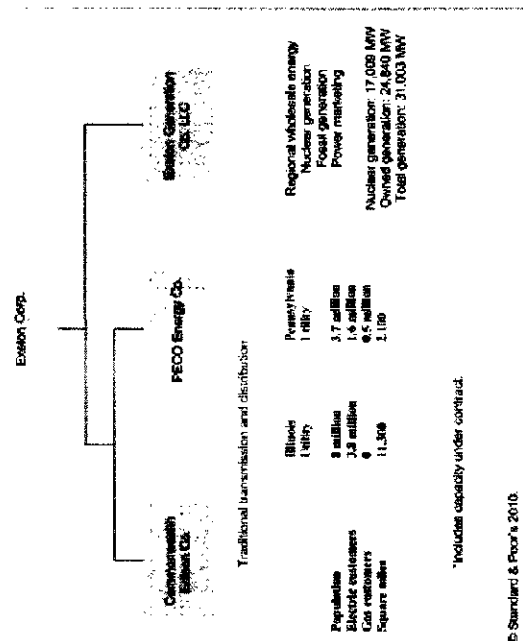 Exelon Corp.
Commonwealth Edison Co.
PECO Energy Co.
Exelon Generation Co. LLC
Traditional transmission and distribution
Illinois Utility
Pennsylvania Utility
Population 8 million 3.7 million
Electric customers 3.8 million 1.6 million
Gas customers 0 0.5 million
Square miles 11,300 2,100
Regional wholesale energy
Nuclear generation
Fossil generation
Power marketing
Nuclear generation: 17,009 MW
Owned generation: 24,840 MW
Total generation: 31,003 MW
*Includes capacity under contract.
© Standard & Poor's 2010.